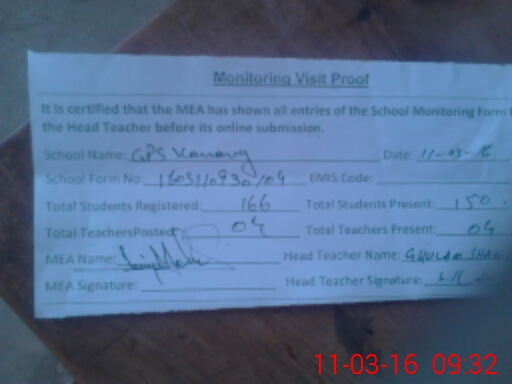 Monitoring Visit Proof
It is certified that the MEA has shown all entries of the School Monitoring Form
the Head Teacher before its online submission.
School Name: GPS Date: 11-03-16
School Form No: EMIS Code:
Total Students Registered: 166 Total Students Present: 150
Total TeachersPosted: 04 Total Teachers Present: 04
MEA Name: Head Teacher Name: GHULAM
MEA Signature: Head Teacher Signature:
11-03-16 09:32